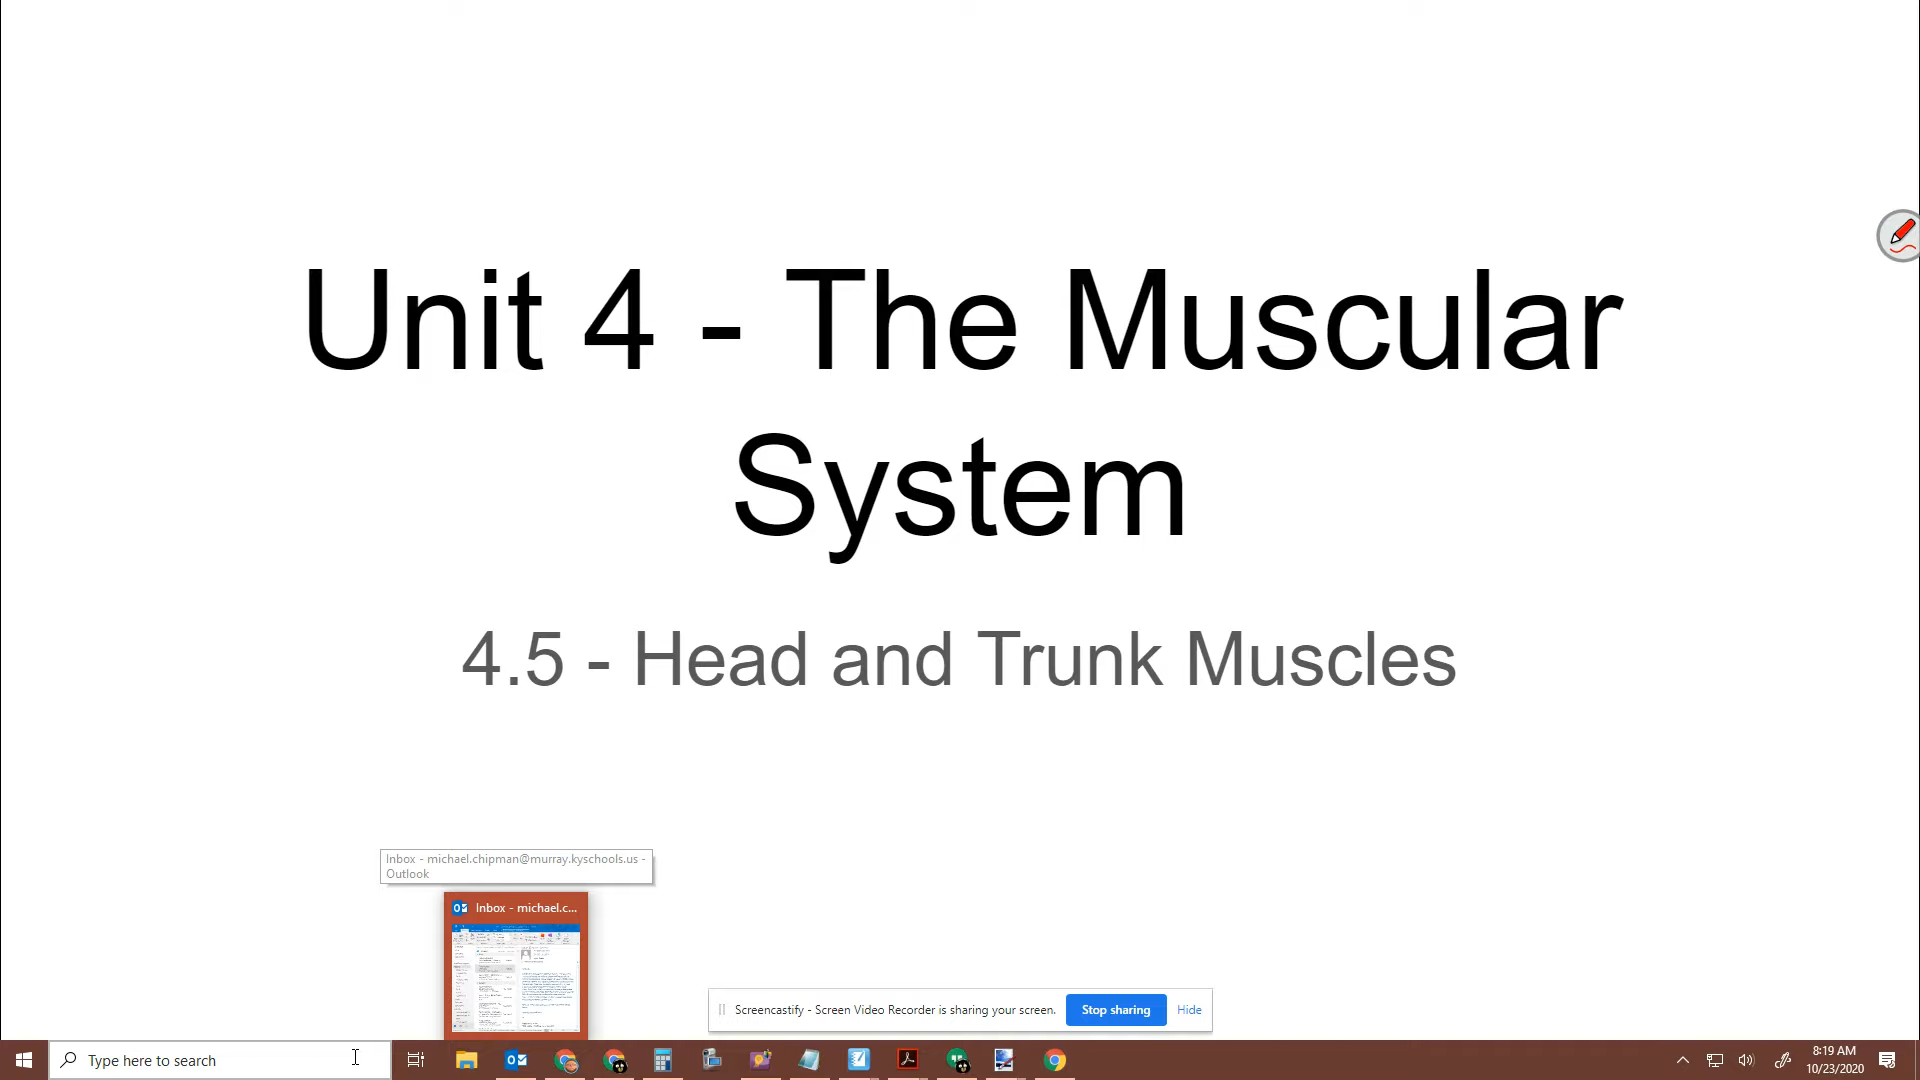 Unit 4 - The Muscular
System
4.5 - Head and Trunk Muscles
Inbox - michael.chipman@murray.kyschools.us -
Outlook
Inbox - michael.c...
Screencastify - Screen Video Recorder is sharing your screen.
Stop sharing
Hide
Type here to search
8:19 AM
10/23/2020